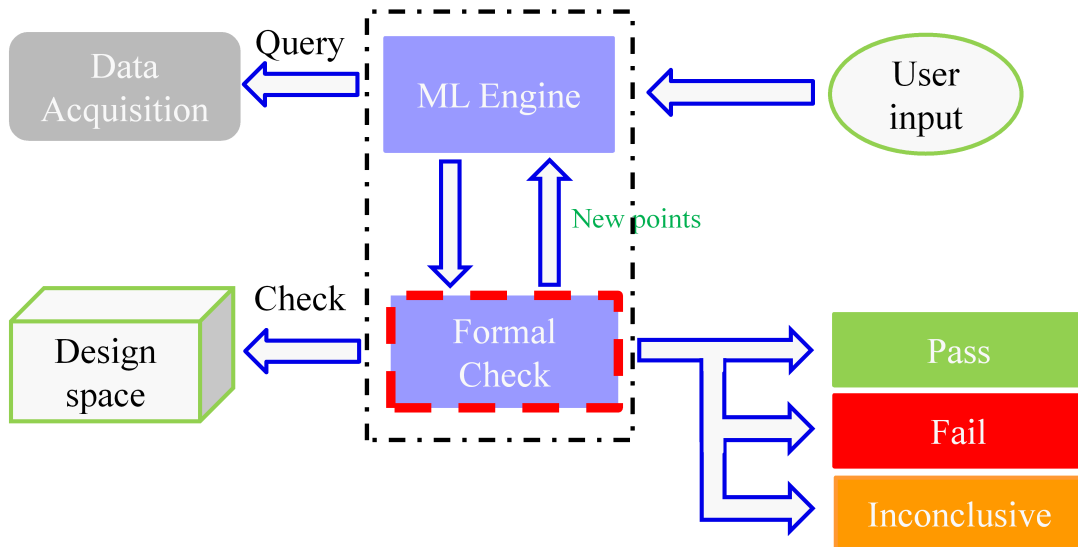 Query
Data
Acquisition
ML Engine
User
input
New points
Check
Design
space
Formal
Check
Pass
Fail
Inconclusive